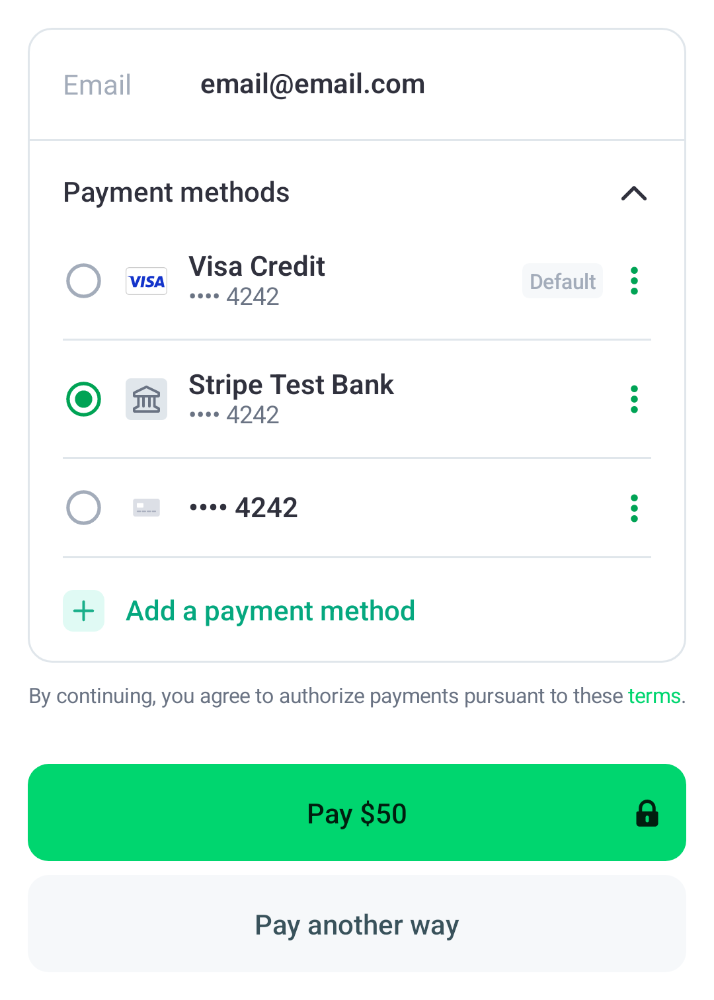 Email email@email.com
Payment methods
VISA Visa Credit Default
•••• 4242
Stripe Test Bank
•••• 4242
•••• 4242
Add a payment method
By continuing, you agree to authorize payments pursuant to these terms.
Pay $50
Pay another way